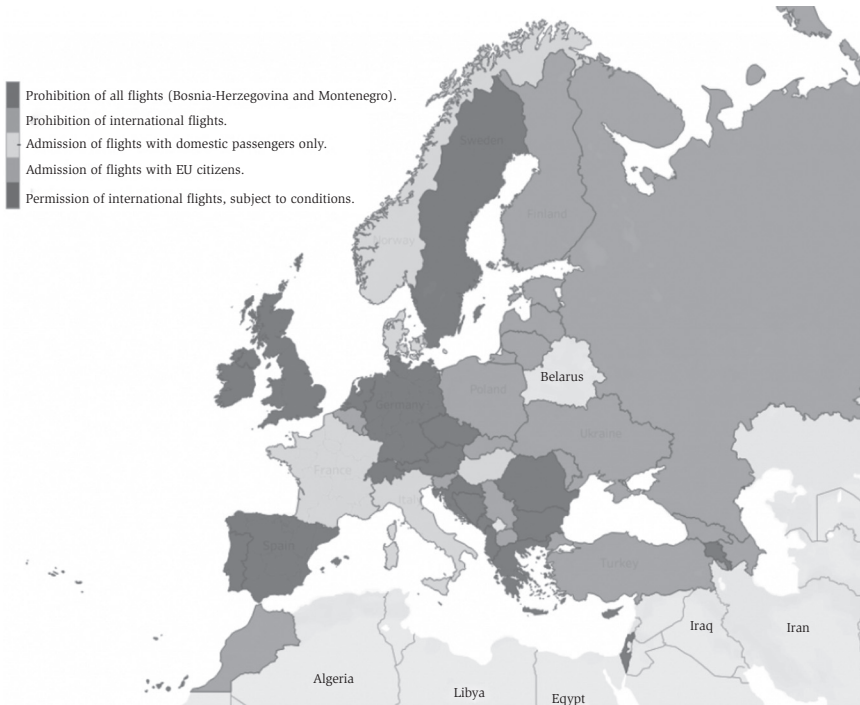 Prohibition of all flights (Bosnia-Herzegovina and Montenegro).
Prohibition of international flights.
Admission of flights with domestic passengers only.
Admission of flights with EU citizens.
Permission of international flights, subject to conditions.
Sweden
Finland
Norway
Belarus
Poland
Germany
Ukraine
France
Italy
Spain
Turkey
Iraq
Iran
Algeria
Libya
Egypt